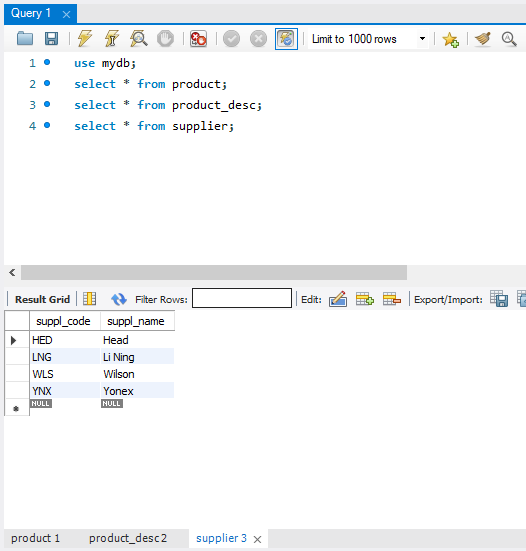 Query 1
Limit to 1000 rows
1 use mydb;
2 select * from product;
3 select * from product_desc;
4 select * from supplier;
Result Grid Filter Rows: Edit: Export/Import:
suppl_code suppl_name
HED Head
LNG Li Ning
WLS Wilson
YNX Yonex
NULL NULL
product 1 product_desc 2 supplier 3